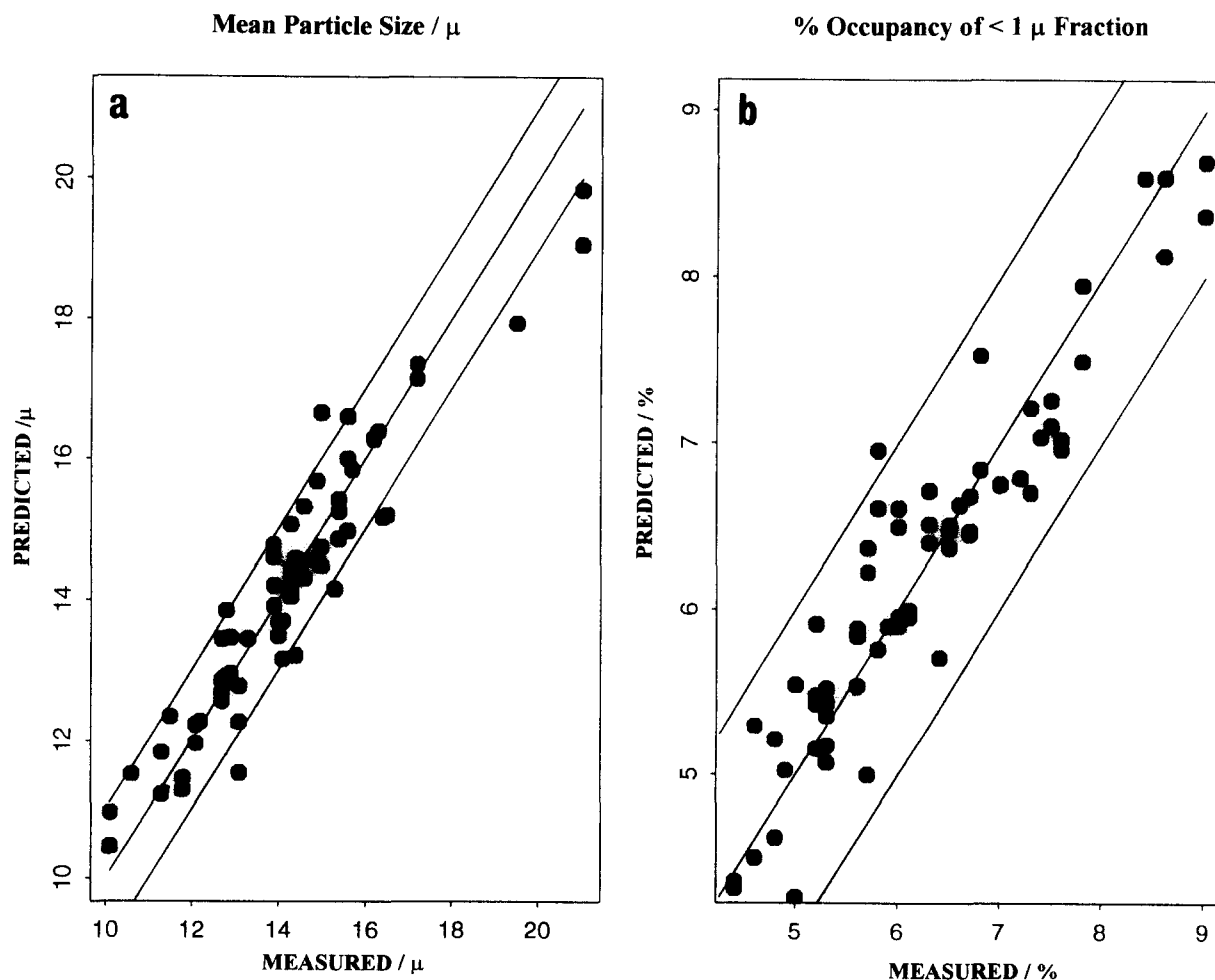 Mean Particle Size / μ
% Occupancy of < 1 μ Fraction
a
b
PREDICTED /μ
20
18
16
14
12
10
10 12 14 16 18 20
MEASURED / μ
PREDICTED / %
9
8
7
6
5
5 6 7 8 9
MEASURED / %